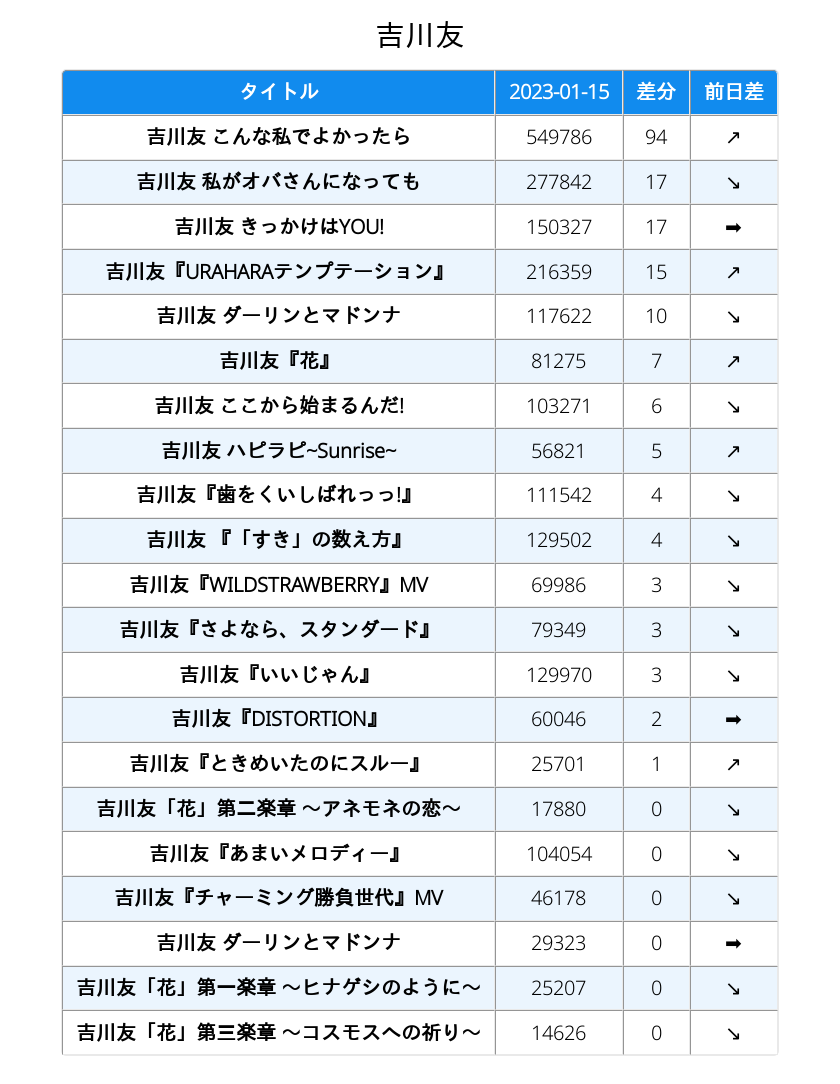 吉川友
タイトル 2023-01-15 差分 前日差
吉川友 こんな私でよかったら 549786 94 ↗
吉川友 私がオバさんになっても 277842 17 ↘
吉川友 きっかけはYOU! 150327 17 ➡
吉川友『URAHARAテンプテーション』 216359 15 ↗
吉川友 ダーリンとマドンナ 117622 10 ↘
吉川友『花』 81275 7 ↗
吉川友 ここから始まるんだ! 103271 6 ↘
吉川友 ハピラピ~Sunrise~ 56821 5 ↗
吉川友『歯をくいしばれっっ!』 111542 4 ↘
吉川友 『「すき」の数え方』 129502 4 ↘
吉川友『WILDSTRAWBERRY』MV 69986 3 ↘
吉川友『さよなら、スタンダード』 79349 3 ↘
吉川友『いいじゃん』 129970 3 ↘
吉川友『DISTORTION』 60046 2 ➡
吉川友『ときめいたのにスルー』 25701 1 ↗
吉川友「花」第二楽章 〜アネモネの恋〜 17880 0 ↘
吉川友『あまいメロディー』 104054 0 ↘
吉川友『チャーミング勝負世代』MV 46178 0 ↘
吉川友 ダーリンとマドンナ 29323 0 ➡
吉川友「花」第一楽章 〜ヒナゲシのように〜 25207 0 ↘
吉川友「花」第三楽章 〜コスモスへの祈り〜 14626 0 ↘